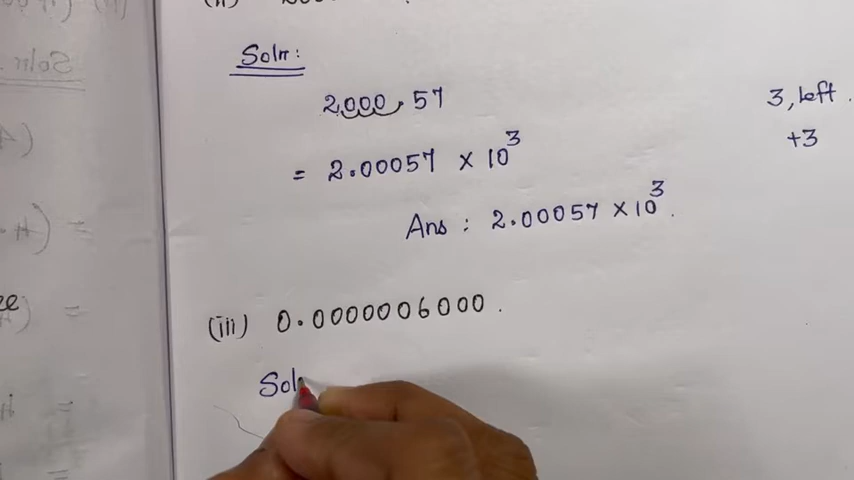 Soln:
2000.57
3, left.
= 2.00057 × 10³
+3
Ans : 2.00057 × 10³.
(iii) 0.0000006000.
Sol